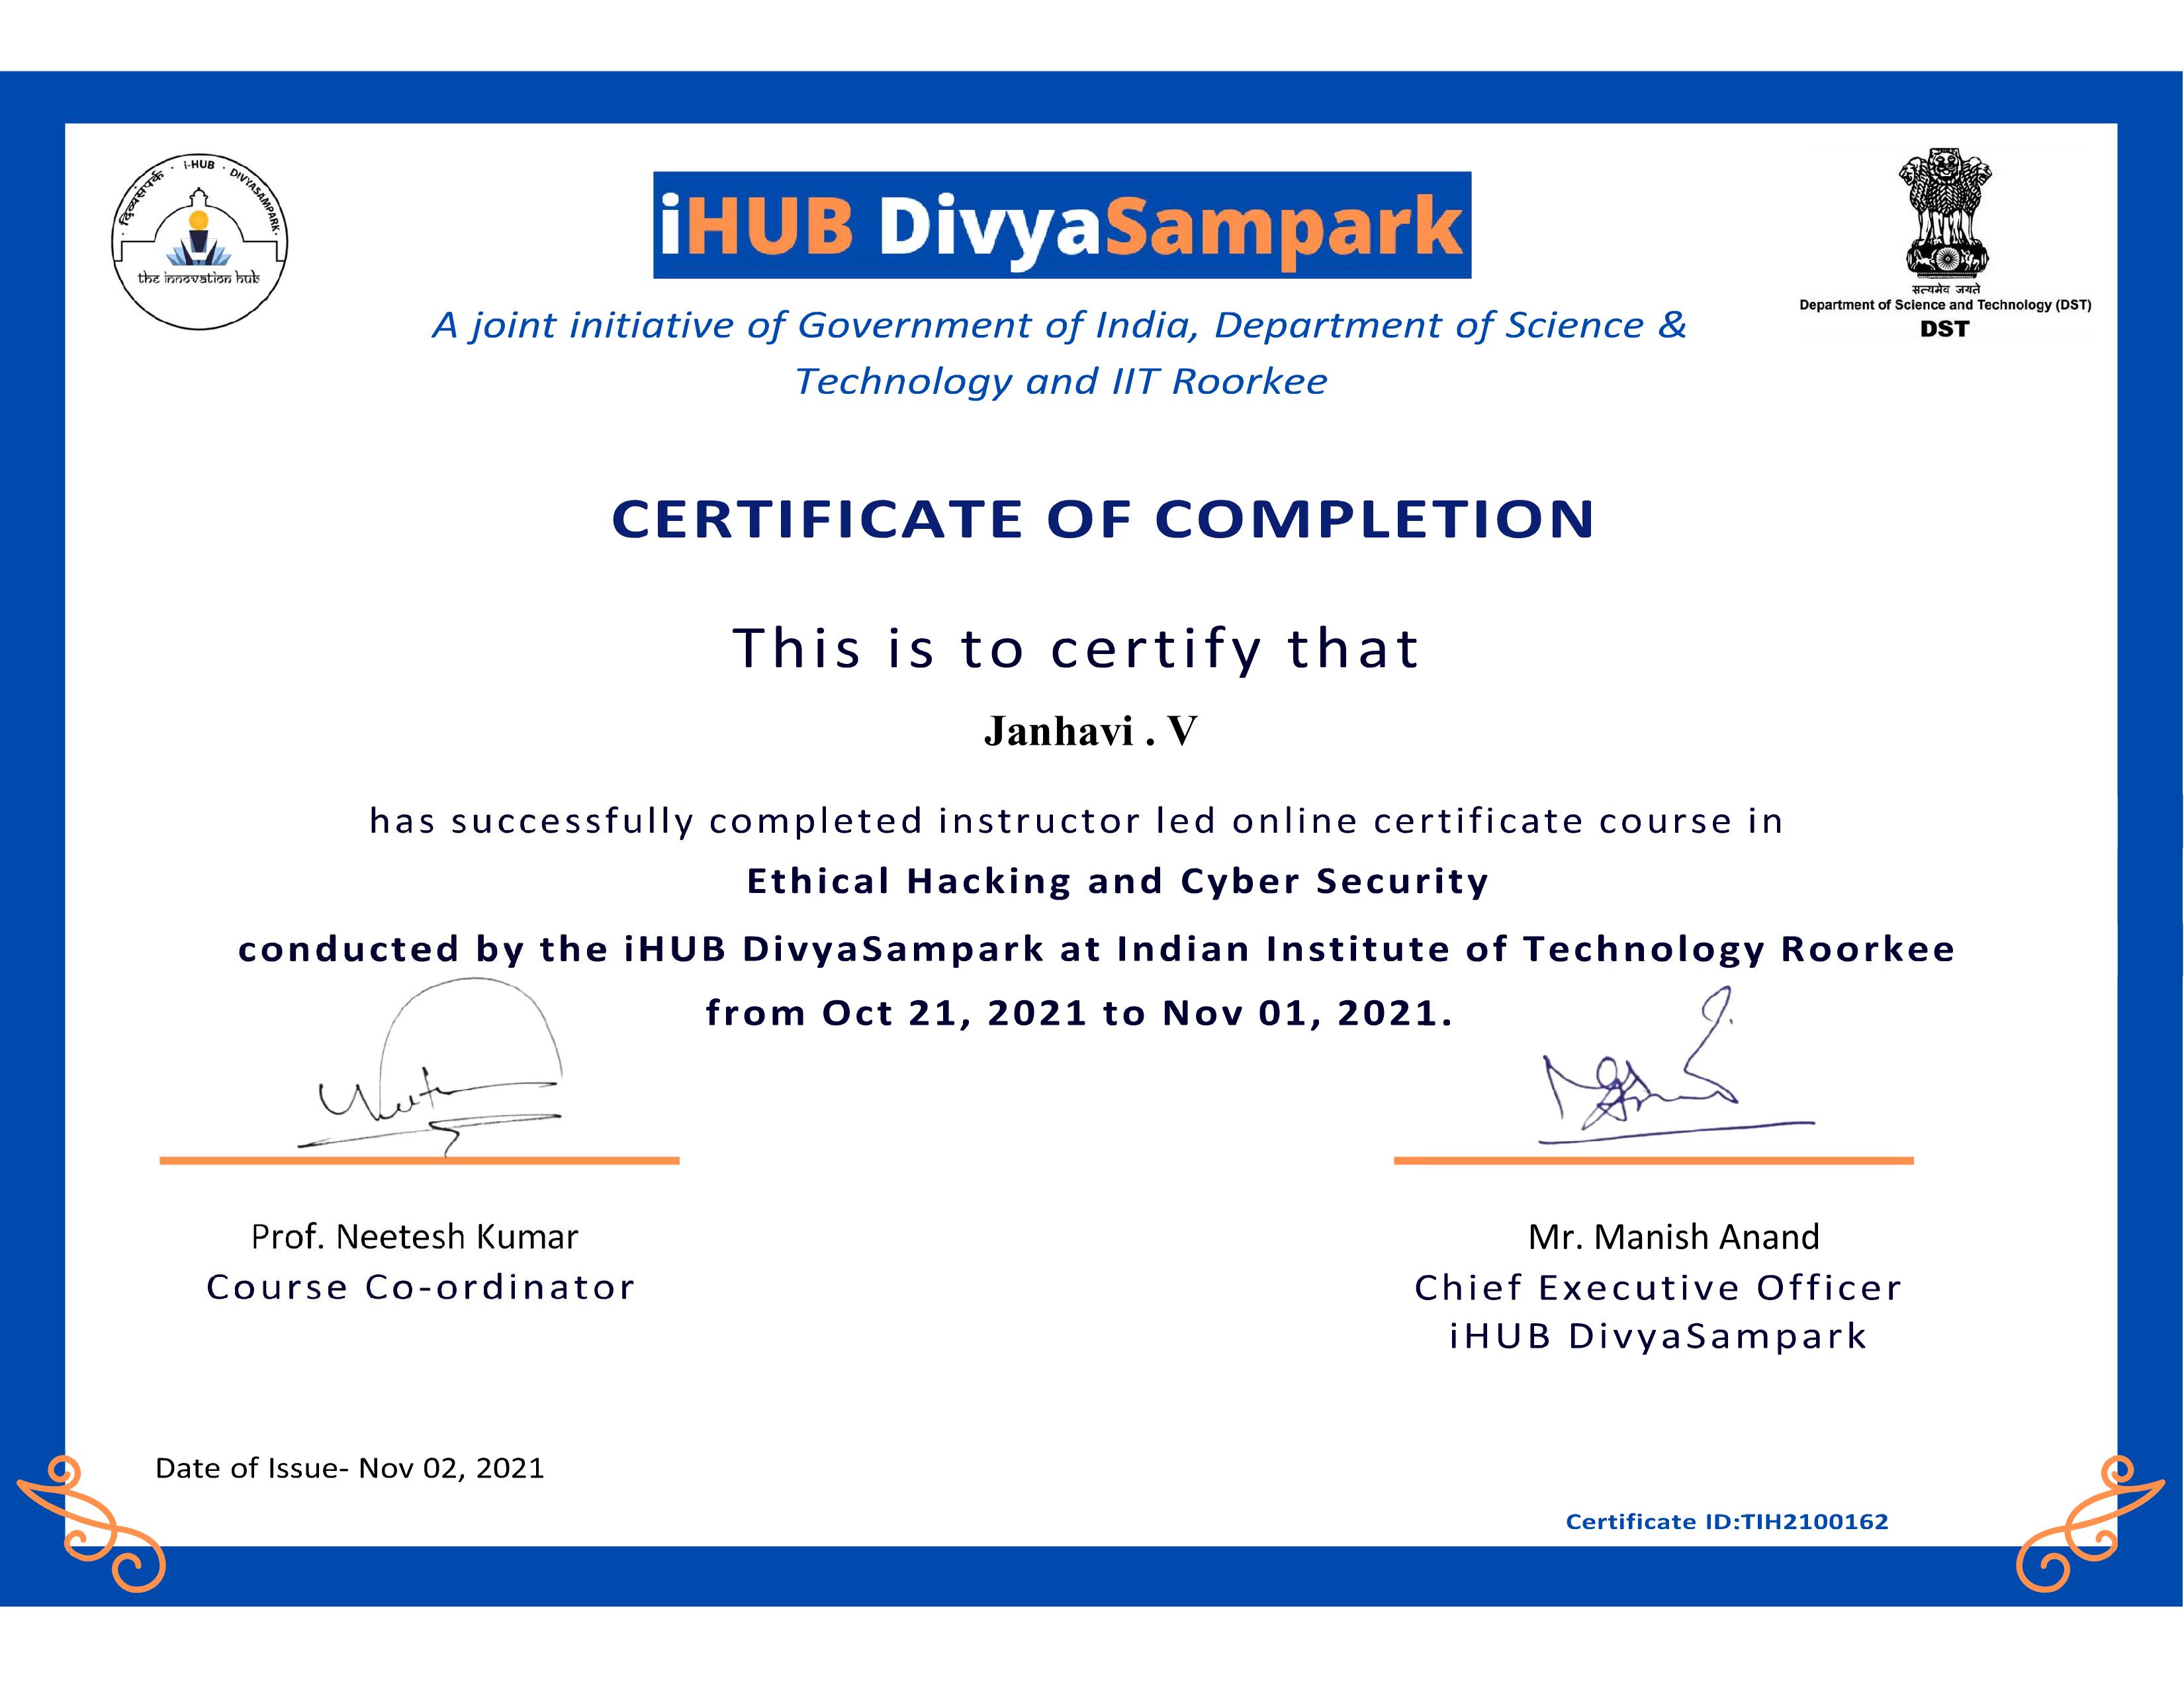 · दिव्यसंपर्क · i-HUB · DIVYASAMPARK·
the innovation hub
iHUB DivyaSampark
सत्यमेव जयते
Department of Science and Technology (DST)
DST
A joint initiative of Government of India, Department of Science &
Technology and IIT Roorkee
CERTIFICATE OF COMPLETION
This is to certify that
Janhavi . V
has successfully completed instructor led online certificate course in
Ethical Hacking and Cyber Security
conducted by the iHUB DivyaSampark at Indian Institute of Technology Roorkee
from Oct 21, 2021 to Nov 01, 2021.
Prof. Neetesh Kumar
Course Co-ordinator
Mr. Manish Anand
Chief Executive Officer
iHUB DivyaSampark
Date of Issue- Nov 02, 2021
Certificate ID:TIH2100162